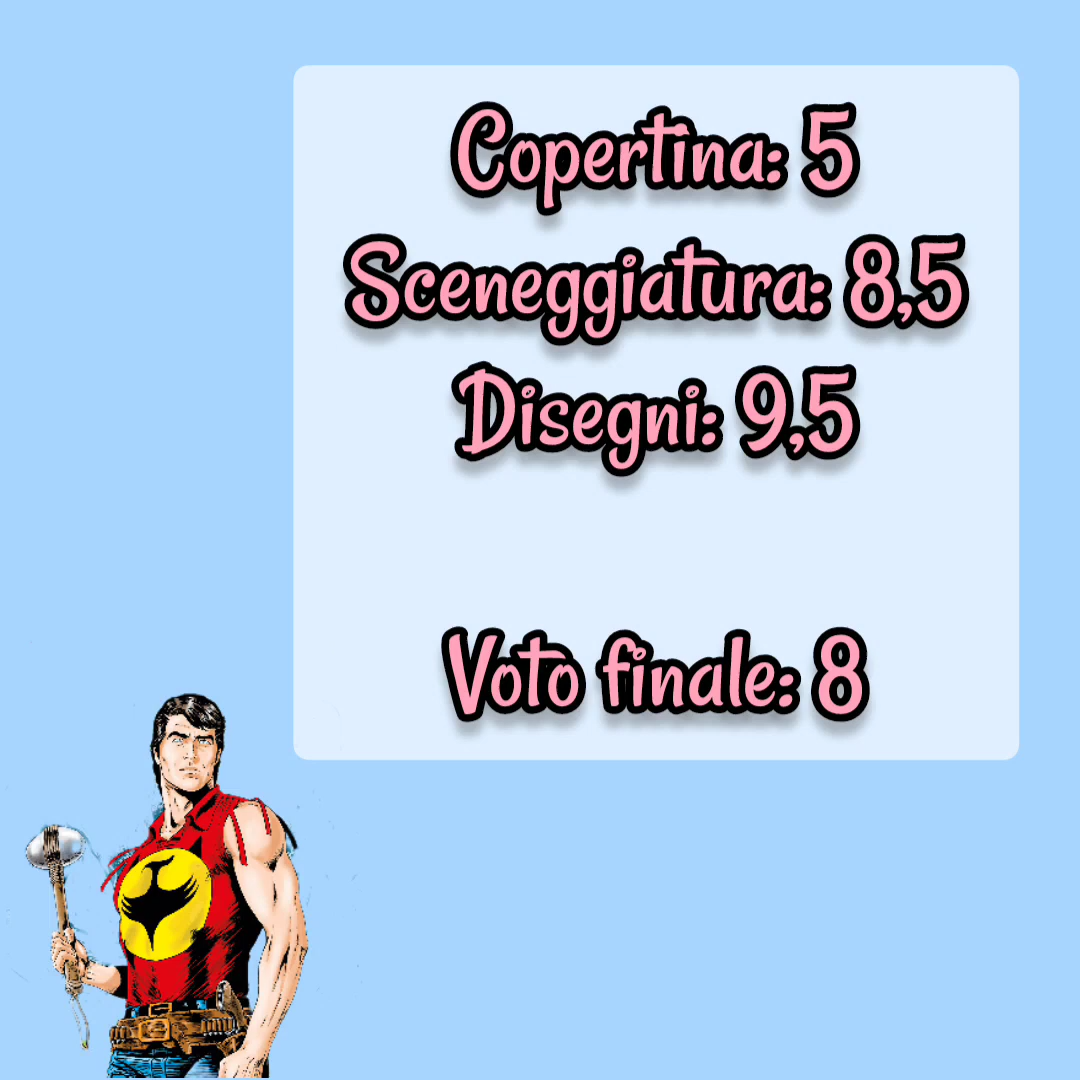 Copertina: 5
Sceneggiatura: 8,5
Disegni: 9,5
Voto finale: 8